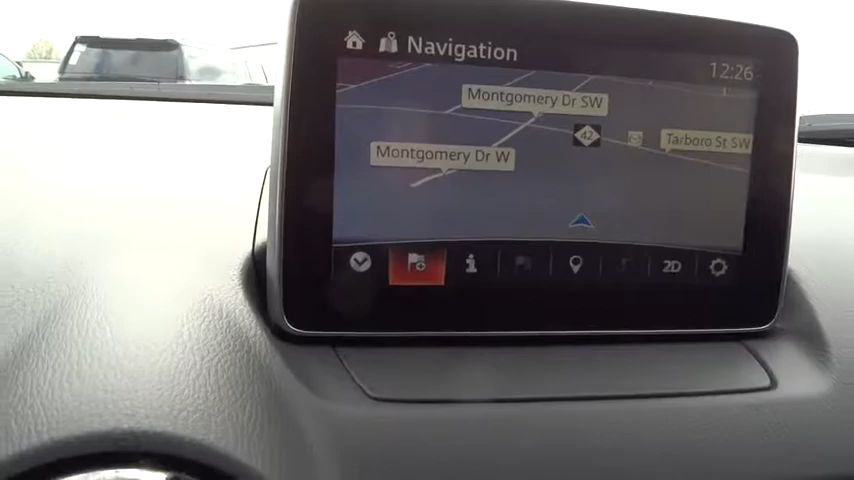 Navigation
12:26
Montgomery Dr SW
42
Tarboro St SW
Montgomery Dr W
2D